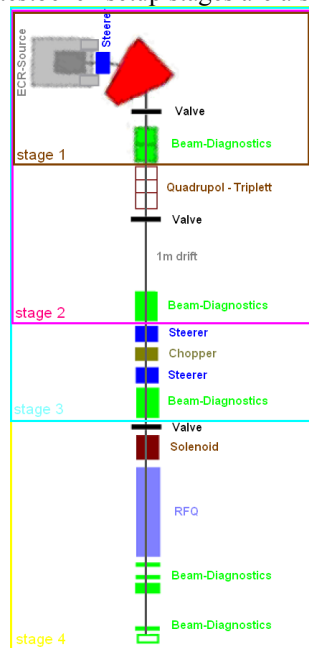 ECR-Source
Steerer
Valve
Beam-Diagnostics
stage 1
Quadrupol - Triplett
Valve
1m drift
Beam-Diagnostics
stage 2
Steerer
Chopper
Steerer
Beam-Diagnostics
stage 3
Valve
Solenoid
RFQ
Beam-Diagnostics
Beam-Diagnostics
stage 4